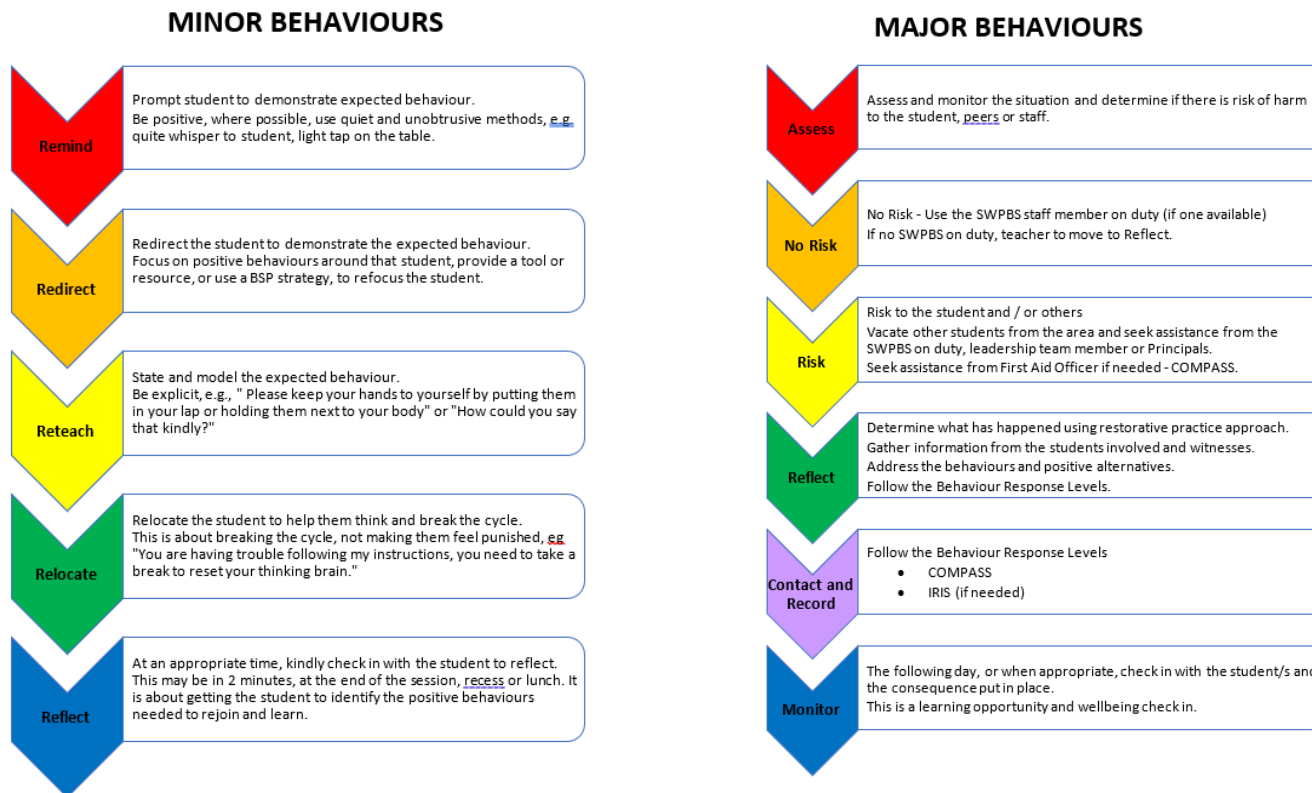 MINOR BEHAVIOURS
Remind
Prompt student to demonstrate expected behaviour.
Be positive, where possible, use quiet and unobtrusive methods, e.g.
quite whisper to student, light tap on the table.
Redirect
Redirect the student to demonstrate the expected behaviour.
Focus on positive behaviours around that student, provide a tool or
resource, or use a BSP strategy, to refocus the student.
Reteach
State and model the expected behaviour.
Be explicit, e.g., " Please keep your hands to yourself by putting them
in your lap or holding them next to your body" or "How could you say
that kindly?"
Relocate
Relocate the student to help them think and break the cycle.
This is about breaking the cycle, not making them feel punished, eg
"You are having trouble following my instructions, you need to take a
break to reset your thinking brain."
Reflect
At an appropriate time, kindly check in with the student to reflect.
This may be in 2 minutes, at the end of the session, recess or lunch. It
is about getting the student to identify the positive behaviours
needed to rejoin and learn.
MAJOR BEHAVIOURS
Assess
Assess and monitor the situation and determine if there is risk of harm
to the student, peers or staff.
No Risk
No Risk - Use the SWPBS staff member on duty (if one available)
If no SWPBS on duty, teacher to move to Reflect.
Risk
Risk to the student and / or others
Vacate other students from the area and seek assistance from the
SWPBS on duty, leadership team member or Principals.
Seek assistance from First Aid Officer if needed - COMPASS.
Reflect
Determine what has happened using restorative practice approach.
Gather information from the students involved and witnesses.
Address the behaviours and positive alternatives.
Follow the Behaviour Response Levels.
Contact and
Record
Follow the Behaviour Response Levels
• COMPASS
• IRIS (if needed)
Monitor
The following day, or when appropriate, check in with the student/s and
the consequence put in place.
This is a learning opportunity and wellbeing check in.